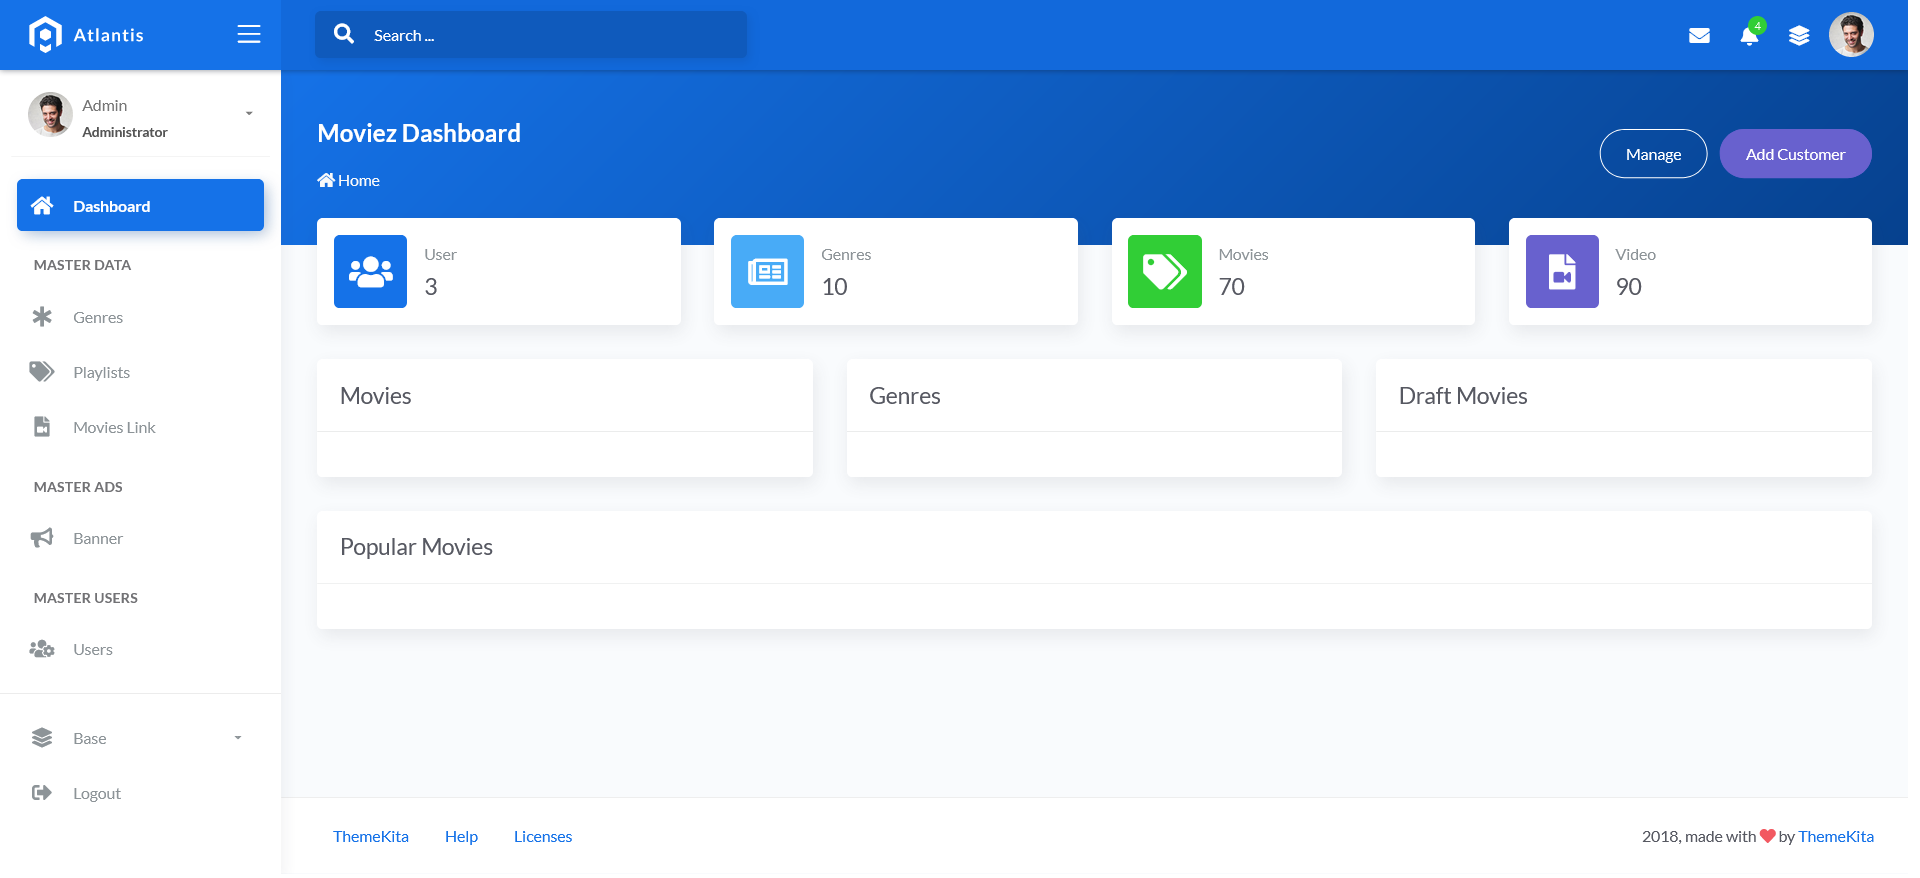 Atlantis
Search ...
4
Admin
Administrator
Dashboard
MASTER DATA
Genres
Playlists
Movies Link
MASTER ADS
Banner
MASTER USERS
Users
Base
Logout
Moviez Dashboard
Home
Manage
Add Customer
User
3
Genres
10
Movies
70
Video
90
Movies
Genres
Draft Movies
Popular Movies
ThemeKita Help Licenses
2018, made with by ThemeKita